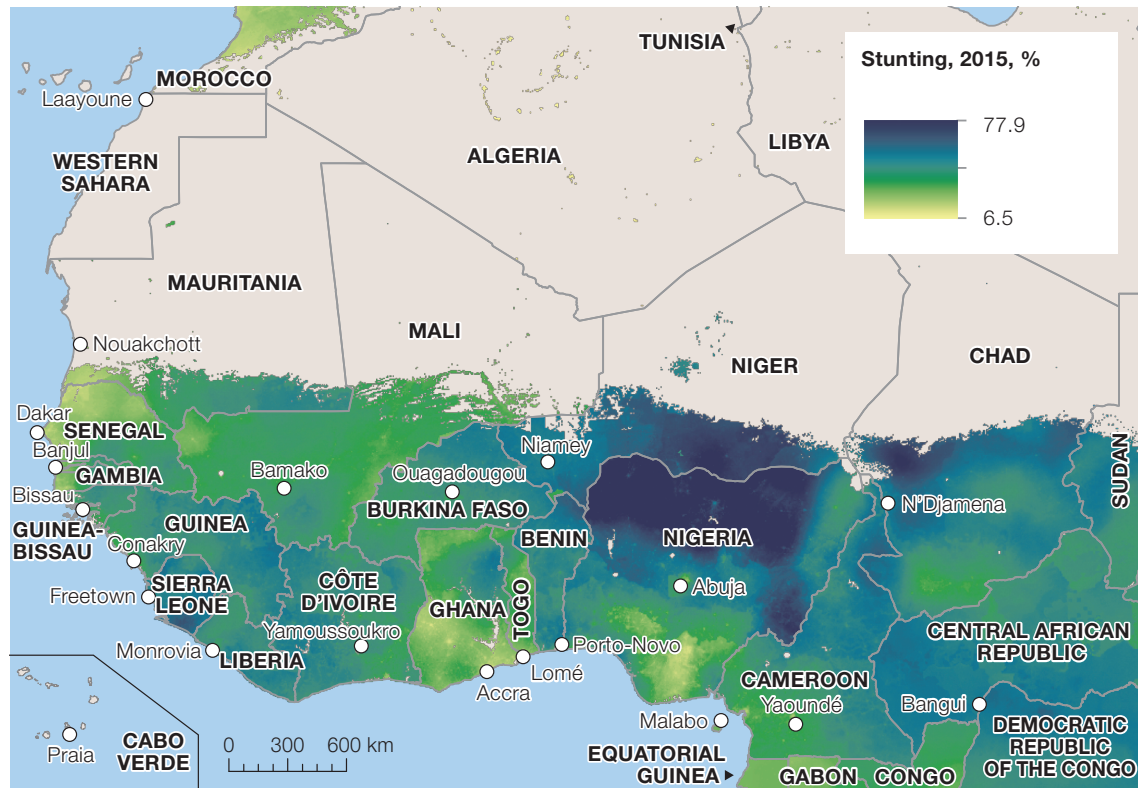 TUNISIA
Stunting, 2015, %
77.9
6.5
MOROCCO
Laayoune
LIBYA
ALGERIA
WESTERN
SAHARA
MAURITANIA
MALI
NIGER
CHAD
Nouakchott
Dakar
SENEGAL
Banjul
GAMBIA
Bissau
GUINEA-
BISSAU
Bamako
Ouagadougou
BURKINA FASO
Niamey
N'Djamena
SUDAN
GUINEA
Conakry
BENIN
NIGERIA
SIERRA
LEONE
Freetown
CÔTE
D'IVOIRE
GHANA
TOGO
Abuja
Yamoussoukro
Porto-Novo
CENTRAL AFRICAN
REPUBLIC
Monrovia
LIBERIA
Lomé
Accra
CAMEROON
Yaoundé
Bangui
Malabo
DEMOCRATIC
REPUBLIC
OF THE CONGO
EQUATORIAL
GUINEA
GABON
CONGO
Praia
CABO
VERDE
0 300 600 km